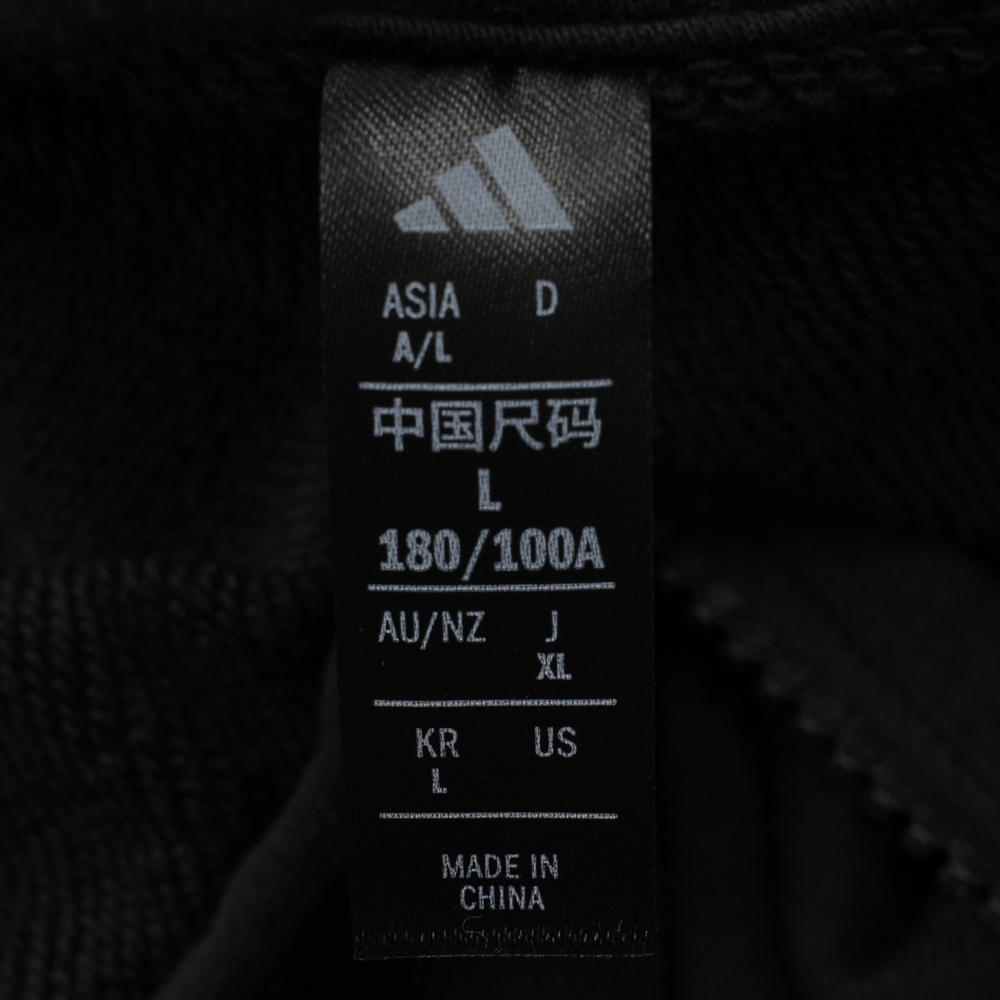 ASIA D
A/L
中国尺码
L
180/100A
AU/NZ J
XL
KR US
L
MADE IN
CHINA